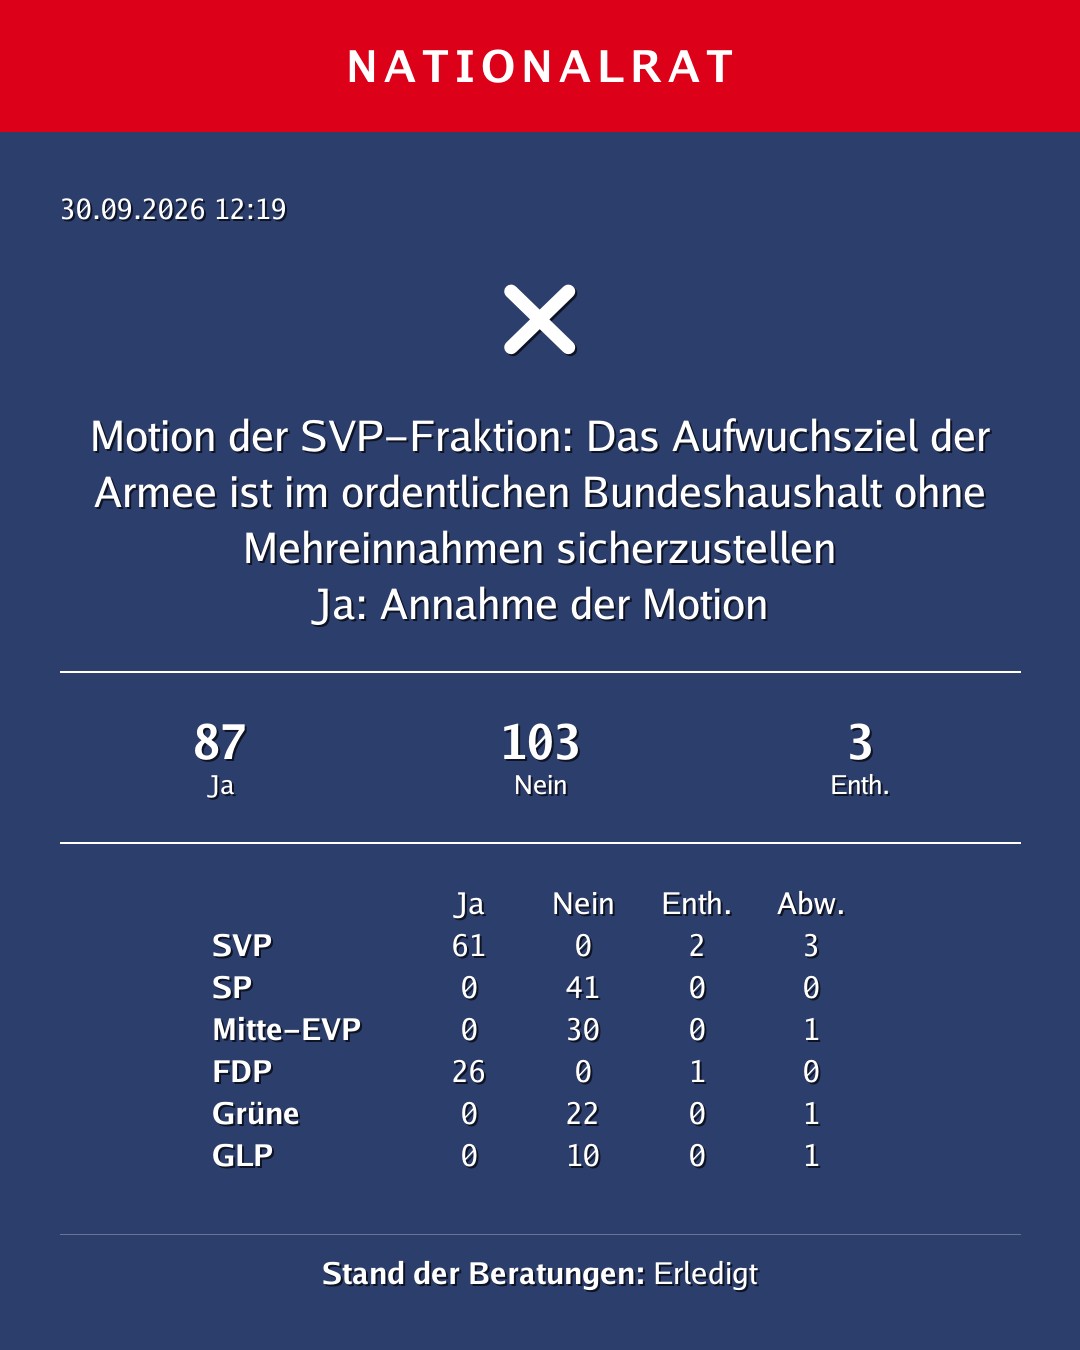 NATIONALRAT
30.09.2026 12:19
Motion der SVP–Fraktion: Das Aufwuchsziel der
Armee ist im ordentlichen Bundeshaushalt ohne
Mehreinnahmen sicherzustellen
Ja: Annahme der Motion
87 103 3
Ja Nein Enth.
Ja Nein Enth. Abw.
SVP 61 0 2 3
SP 0 41 0 0
Mitte–EVP 0 30 0 1
FDP 26 0 1 0
Grüne 0 22 0 1
GLP 0 10 0 1
Stand der Beratungen: Erledigt